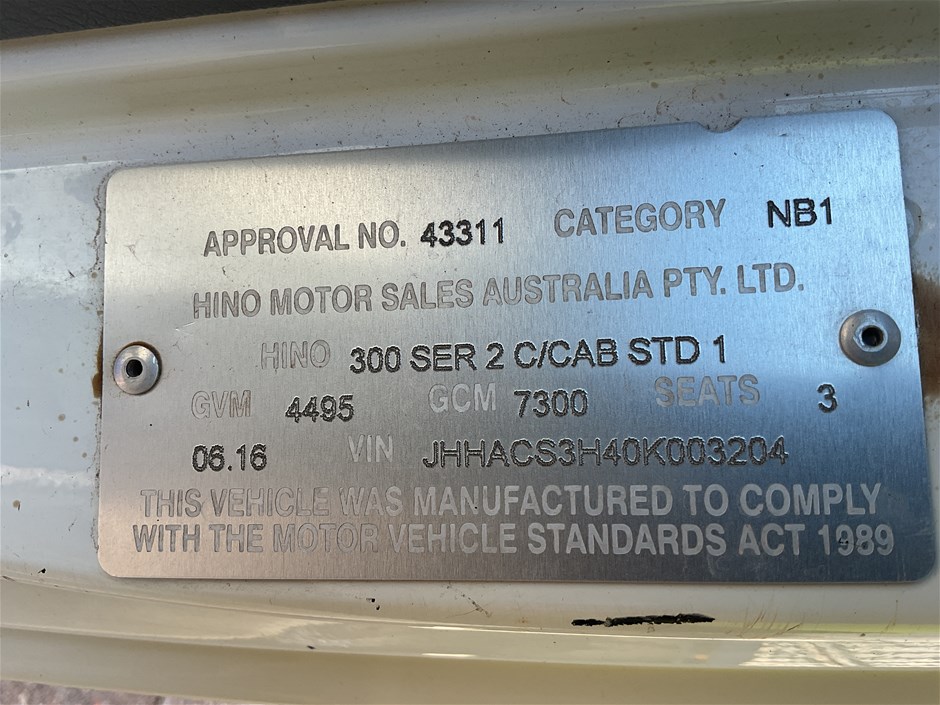 APPROVAL NO. 43311 CATEGORY NB1
HINO MOTOR SALES AUSTRALIA PTY. LTD.
HINO 300 SER 2 C/CAB STD 1
GVM 4495 GCM 7300 SEATS 3
06.16 VIN JHHACS3H40K003204
THIS VEHICLE WAS MANUFACTURED TO COMPLY
WITH THE MOTOR VEHICLE STANDARDS ACT 1989